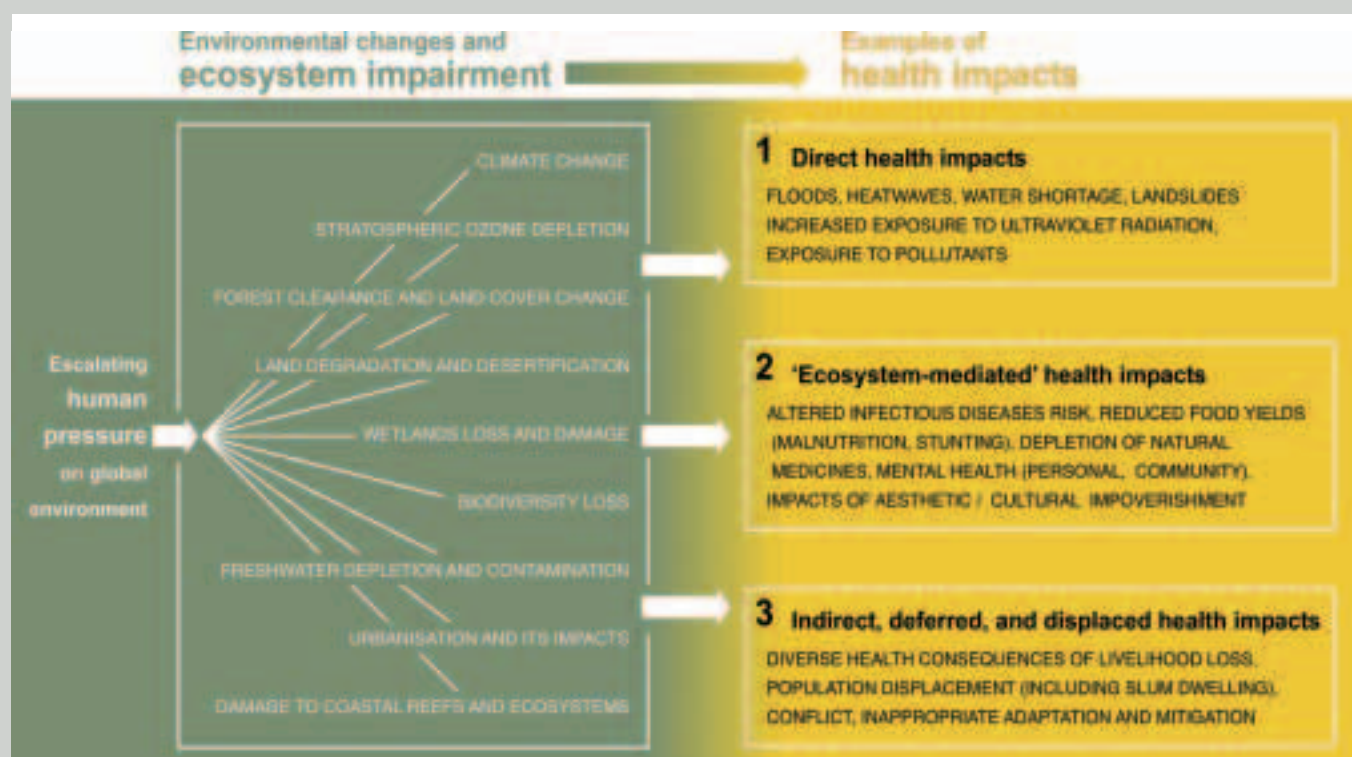 Environmental changes and
ecosystem impairment
Examples of
health impacts
Escalating
human
pressure
on global
environment
CLIMATE CHANGE
STRATOSPHERIC OZONE DEPLETION
FOREST CLEARANCE AND LAND COVER CHANGE
LAND DEGRADATION AND DESERTIFICATION
WETLANDS LOSS AND DAMAGE
BIODIVERSITY LOSS
FRESHWATER DEPLETION AND CONTAMINATION
URBANISATION AND ITS IMPACTS
DAMAGE TO COASTAL REEFS AND ECOSYSTEMS
1 Direct health impacts
FLOODS, HEATWAVES, WATER SHORTAGE, LANDSLIDES
INCREASED EXPOSURE TO ULTRAVIOLET RADIATION,
EXPOSURE TO POLLUTANTS
2 'Ecosystem-mediated' health impacts
ALTERED INFECTIOUS DISEASES RISK, REDUCED FOOD YIELDS
(MALNUTRITION, STUNTING), DEPLETION OF NATURAL
MEDICINES, MENTAL HEALTH (PERSONAL, COMMUNITY),
IMPACTS OF AESTHETIC / CULTURAL IMPOVERISHMENT
3 Indirect, deferred, and displaced health impacts
DIVERSE HEALTH CONSEQUENCES OF LIVELIHOOD LOSS,
POPULATION DISPLACEMENT (INCLUDING SLUM DWELLING),
CONFLICT, INAPPROPRIATE ADAPTATION AND MITIGATION